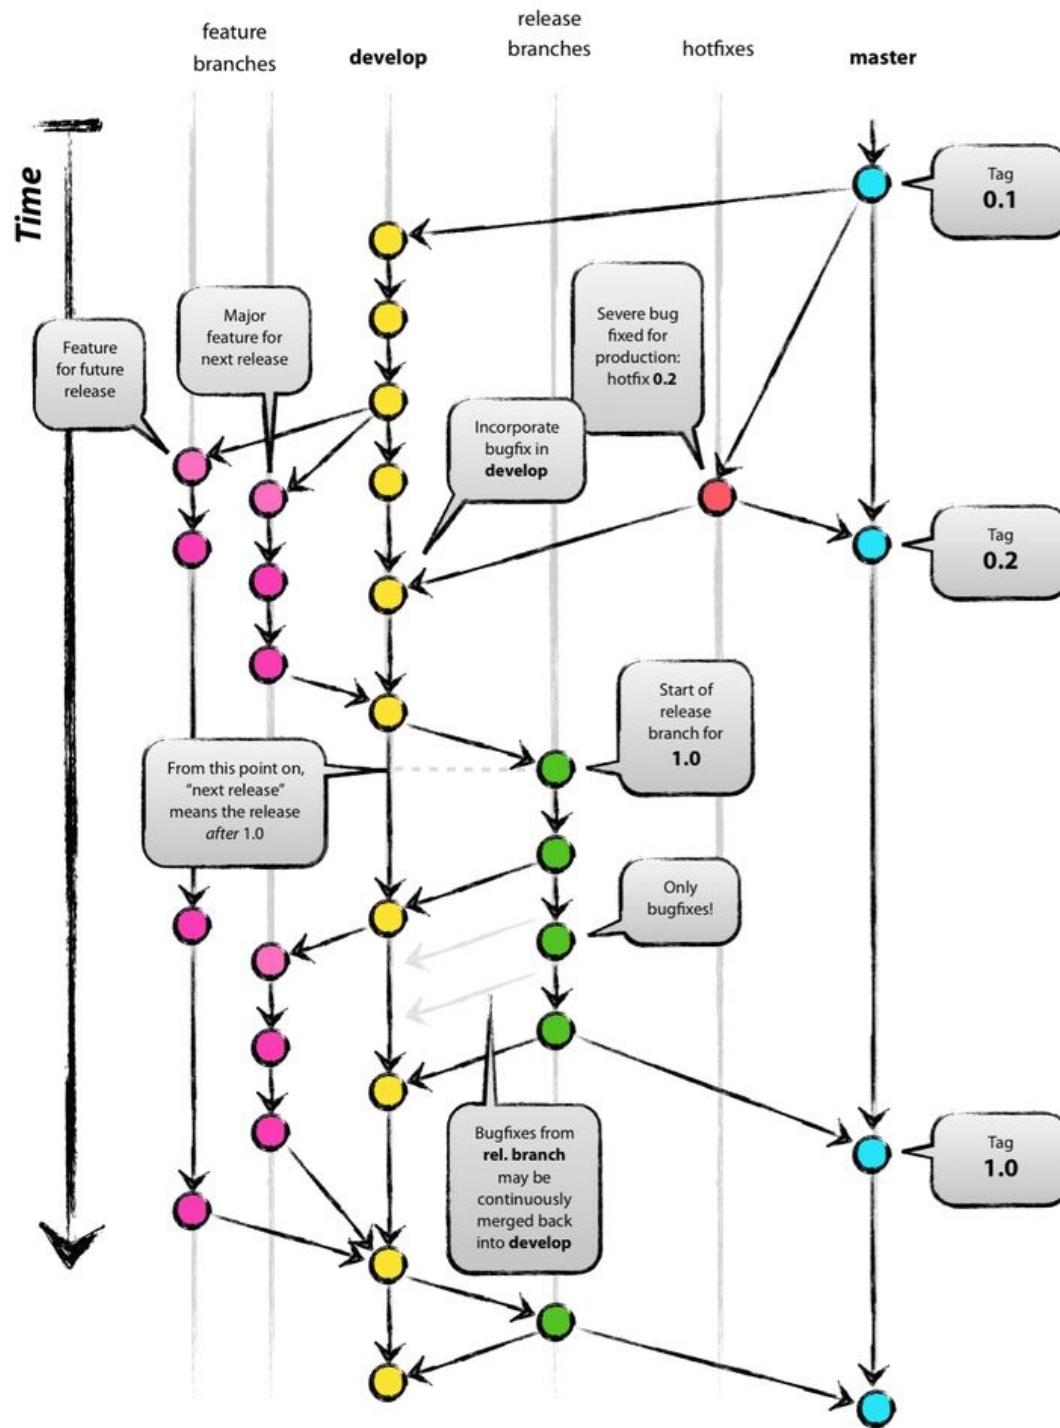 feature
branches
develop
release
branches
hotfixes
master
Time
Tag
0.1
Major
feature for
next release
Severe bug
fixed for
production:
hotfix 0.2
Feature
for future
release
Incorporate
bugfix in
develop
Tag
0.2
Start of
release
branch for
1.0
From this point on,
“next release”
means the release
after 1.0
Only
bugfixes!
Bugfixes from
rel. branch
may be
continuously
merged back
into develop
Tag
1.0